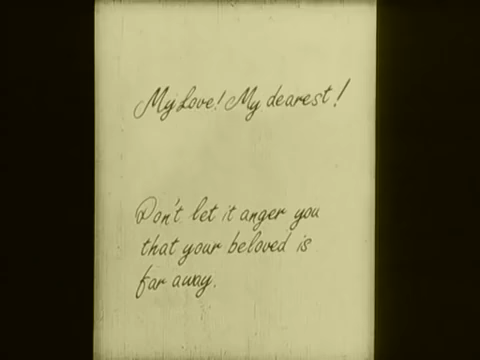 My Love! My dearest!
Don't let it anger you
that your beloved is
far away.